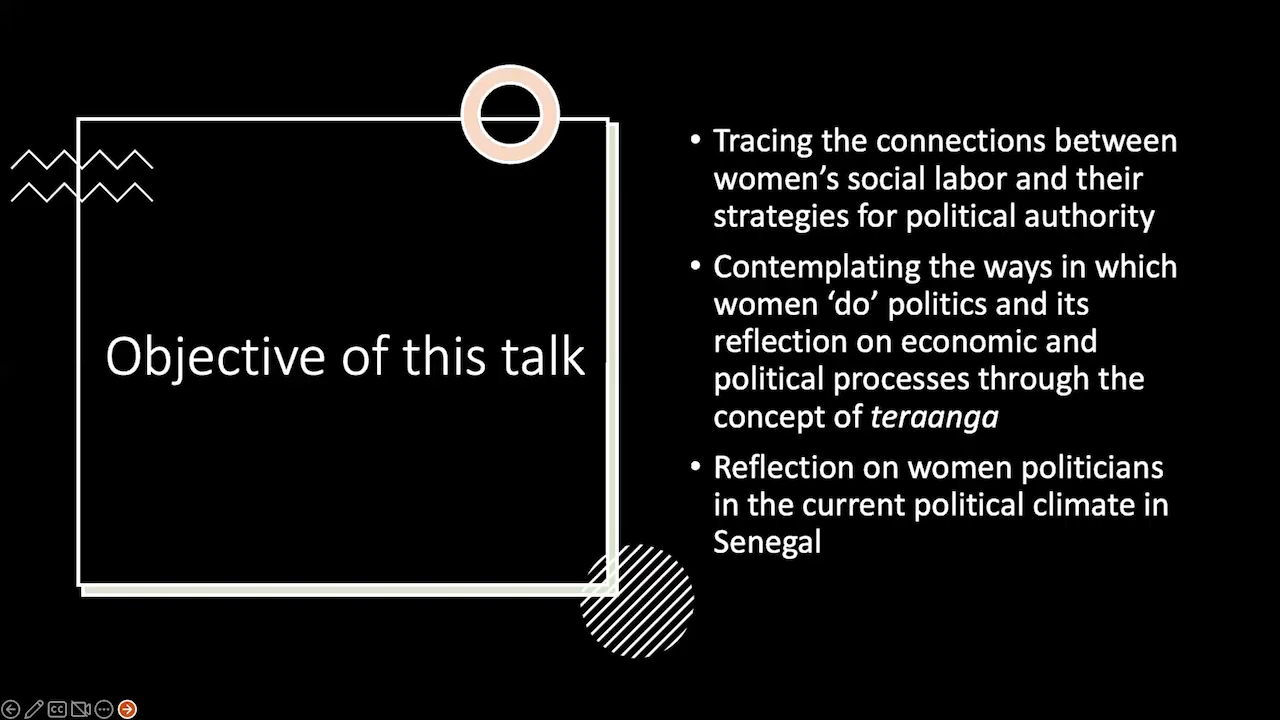 Objective of this talk
• Tracing the connections between
women’s social labor and their
strategies for political authority
• Contemplating the ways in which
women ‘do’ politics and its
reflection on economic and
political processes through the
concept of teraanga
• Reflection on women politicians
in the current political climate in
Senegal
CC